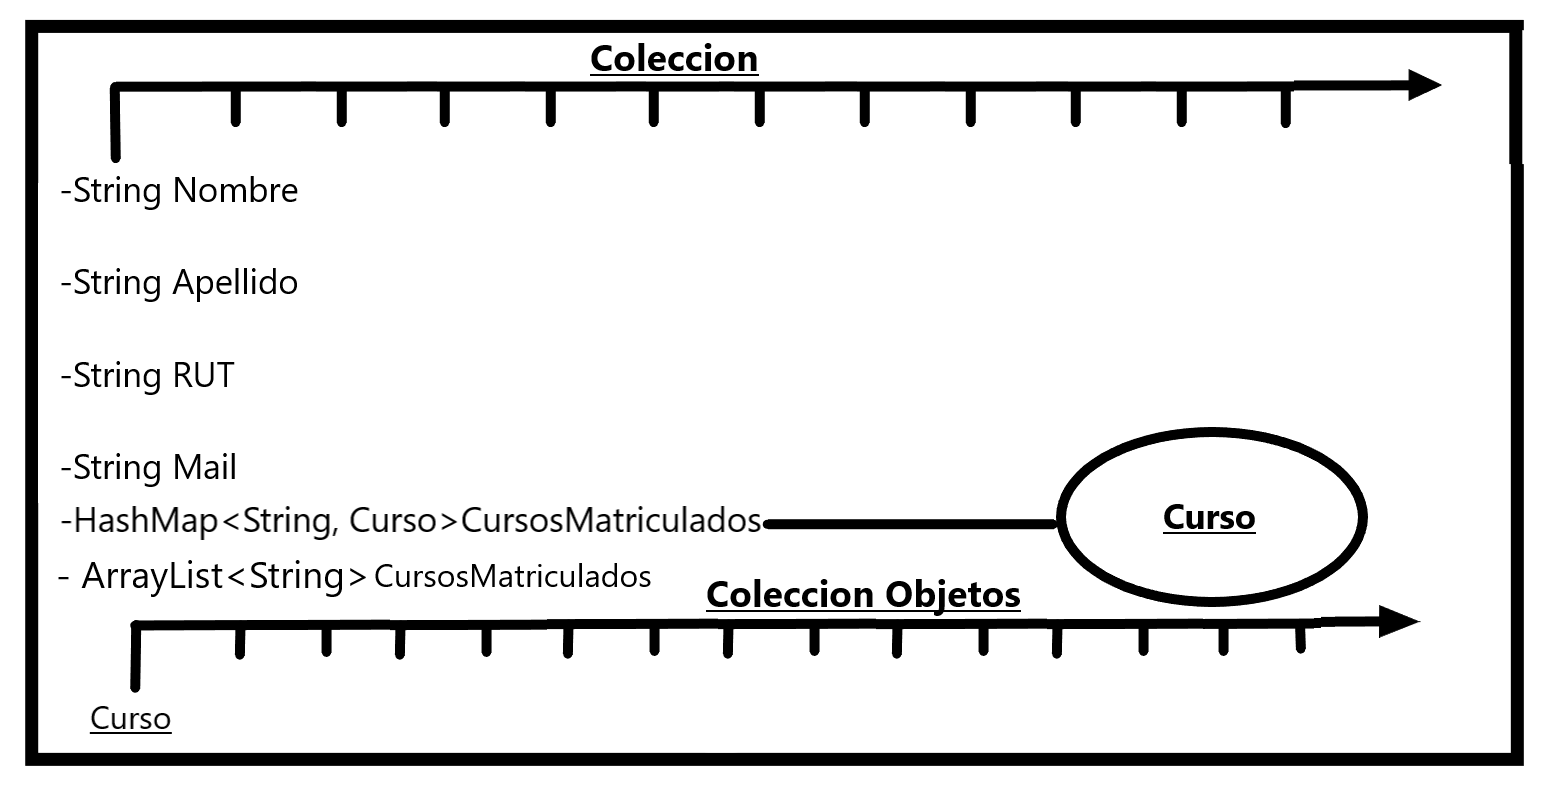 Coleccion
-String Nombre
-String Apellido
-String RUT
-String Mail
-HashMap<String, Curso>CursosMatriculados
Curso
- ArrayList<String> CursosMatriculados
Coleccion Objetos
Curso